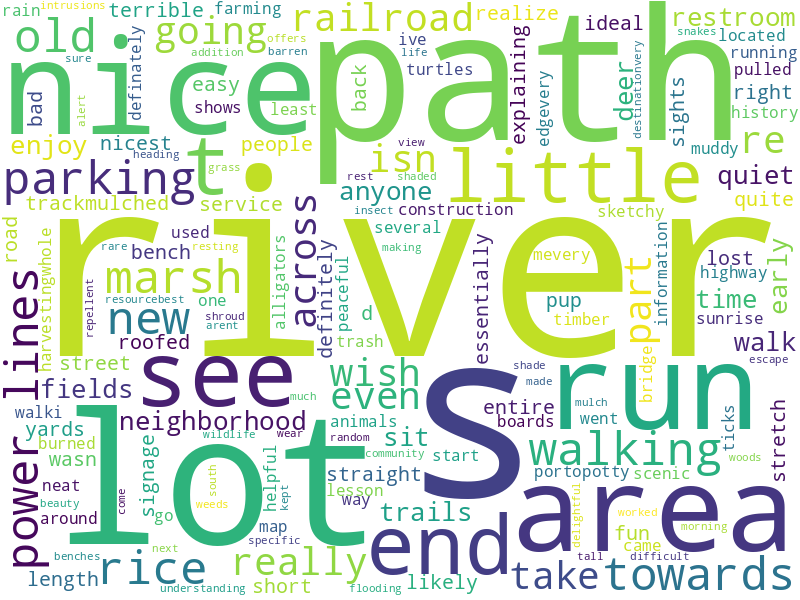 rain intrusions
terrible farming
railroad
realize
ideal
restroom
old
going
nice
path
addition offers
ive barren
life
sure
snakes located
running
pulled
bad
alert
definately
easy
shows
least
back
turtles
explaining
edgevery
deer
destinationvery
sights
right
history
enjoy
nicest
heading
people
t
grass
view
isn
little
re
muddy
parking
rest shaded
anyone
quiet
quite
trackmulched
service
insect construction
sketchy
road
used
across
several
making
river
mevery
information
lost
highway
harvestingwhole
marsh
rare
bench
resting
alligators
definitely
peaceful
d
essentially
pup
part
time
early
sunrise
lines
repellent
resourcebest
new
one
roofed
shroud
arent
trash
timber
bridge
walk
escape
street
see
wish
s
run
shade
made
fields
much
even
entire
mulch
stretch
power
walki
neighborhood
animals
boards
went
ticks
yards
lot
wildlife
wear
sit
walking
burned
signage
random
community
start
wasn
helpful
straight
portopotty
scenic
woods
neat
come
south
kept
lesson
way
trails
area
delightful
worked
morning
around
go
weeds
map
specific
end
fun
came
beauty
next
really
tall
difficult
benches
rice
length
understanding
short
flooding
likely
take
towards